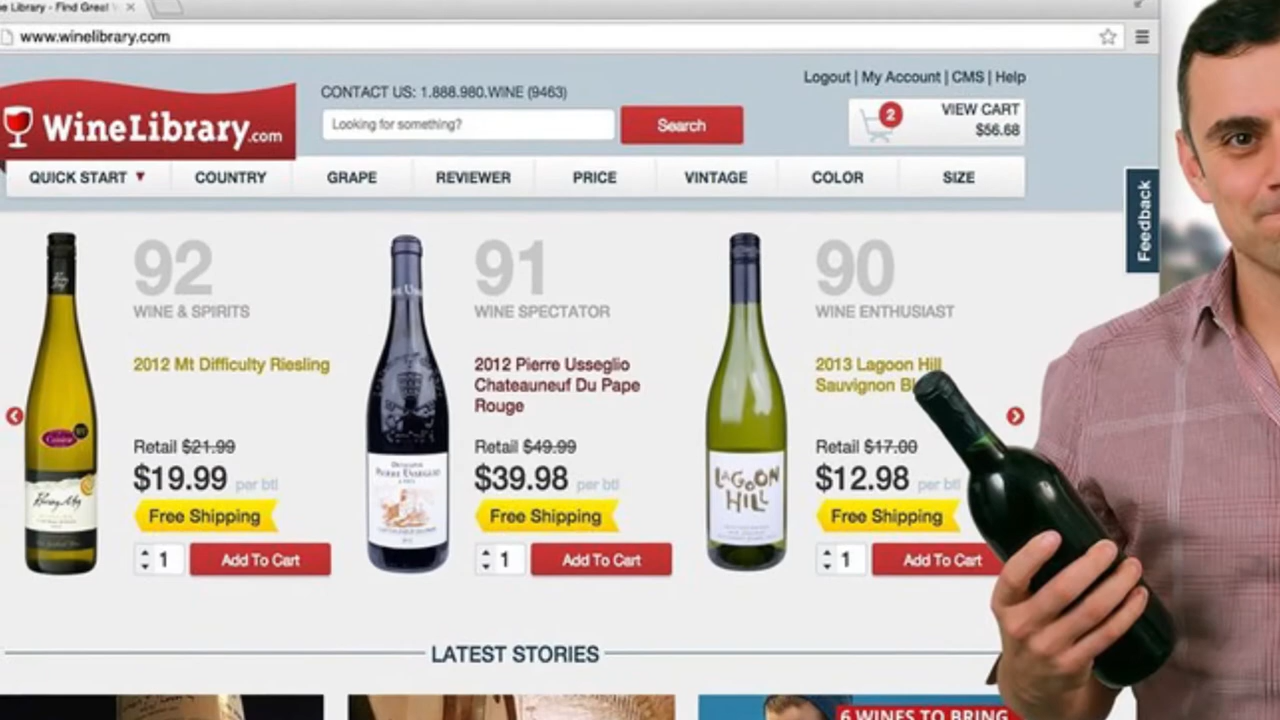 e Library - Find Great
www.winelibrary.com
Logout | My Account | CMS | Help
CONTACT US: 1.888.980.WINE (9463)
WineLibrary.com
Looking for something?
Search
2
VIEW CART
$56.68
QUICK START
COUNTRY
GRAPE
REVIEWER
PRICE
VINTAGE
COLOR
SIZE
Feedback
92
WINE & SPIRITS
2012 Mt Difficulty Riesling
Retail $21.99
$19.99 per btl
Free Shipping
1
Add To Cart
91
WINE SPECTATOR
2012 Pierre Usseglio
Chateauneuf Du Pape
Rouge
Retail $49.99
$39.98 per btl
Free Shipping
1
Add To Cart
PIERRE USSEGLIO
90
WINE ENTHUSIAST
2013 Lagoon Hill
Sauvignon Bl
Retail $17.00
$12.98 per btl
Free Shipping
1
Add To Cart
LAGOON
HILL
LATEST STORIES
6 WINES TO BRING